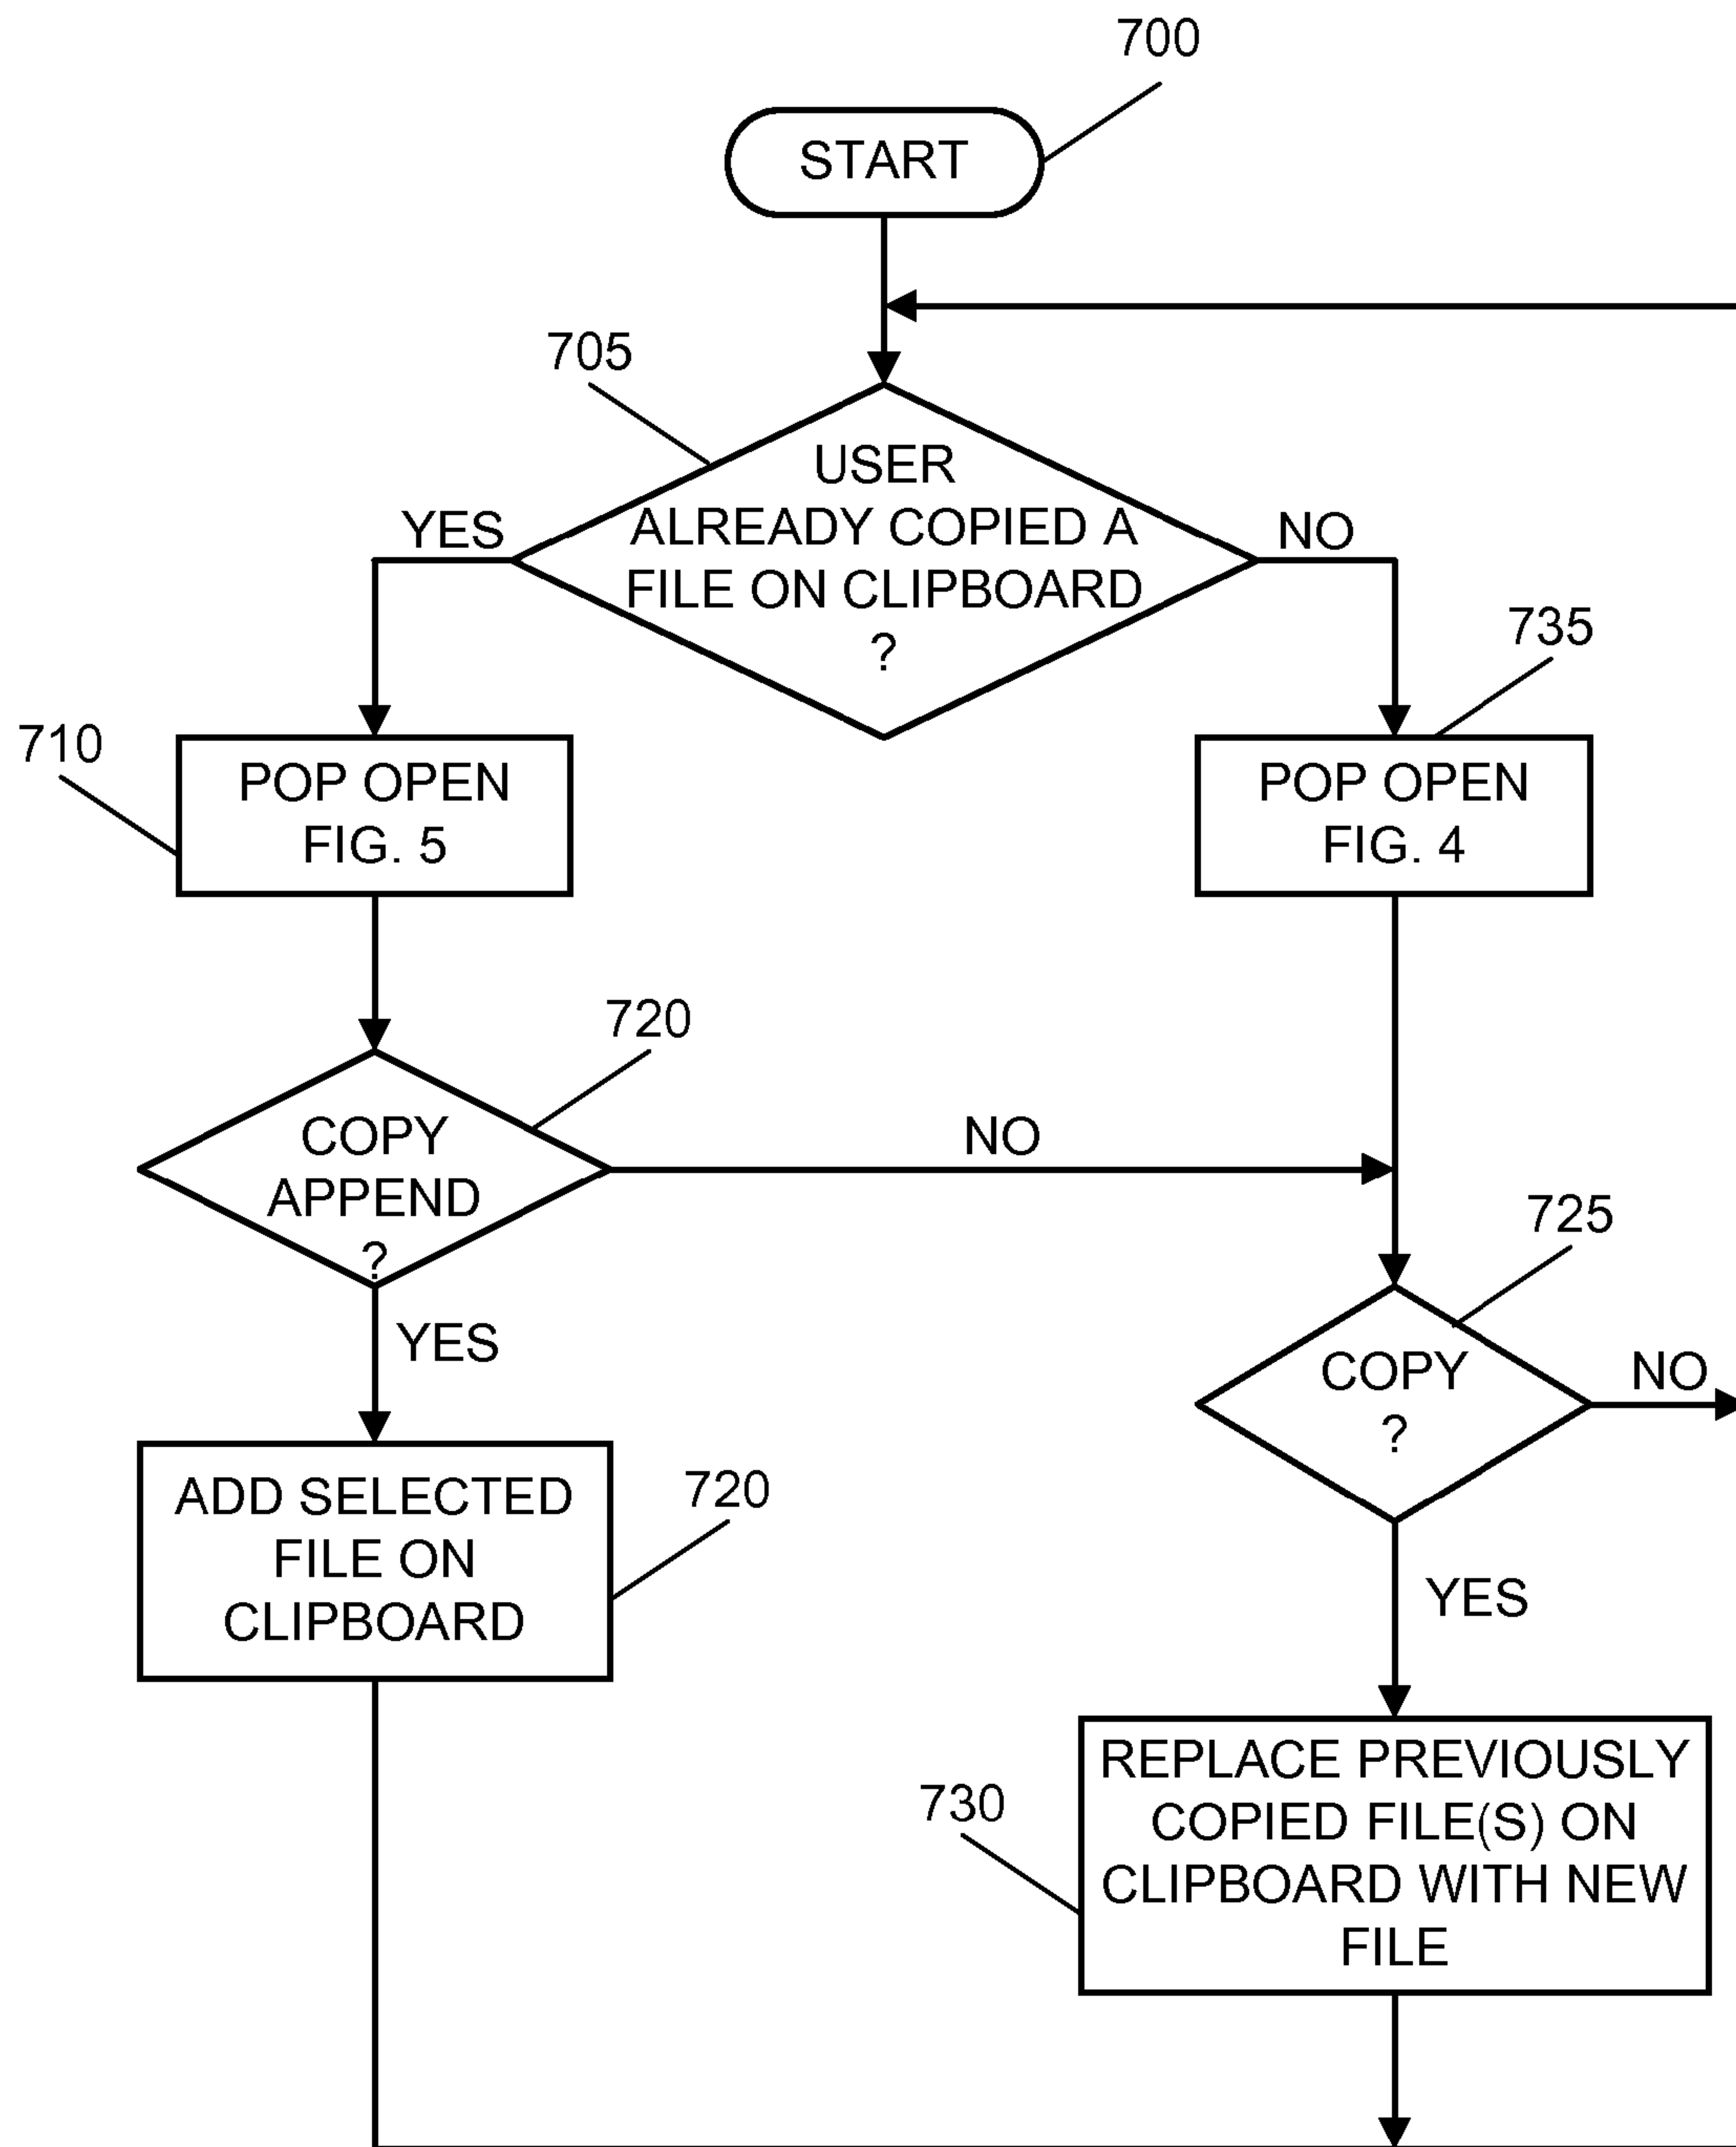 700
START
705
USER
ALREADY COPIED A
FILE ON CLIPBOARD
?
YES
NO
710
POP OPEN
FIG. 5
735
POP OPEN
FIG. 4
720
COPY
APPEND
?
NO
YES
725
COPY
?
NO
YES
ADD SELECTED
FILE ON
CLIPBOARD
720
730
REPLACE PREVIOUSLY
COPIED FILE(S) ON
CLIPBOARD WITH NEW
FILE